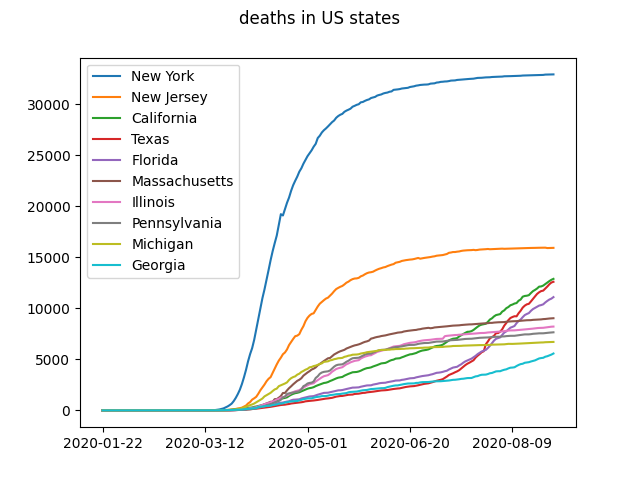 deaths in US states
New York
New Jersey
California
Texas
Florida
Massachusetts
Illinois
Pennsylvania
Michigan
Georgia
30000
25000
20000
15000
10000
5000
0
2020-01-22 2020-03-12 2020-05-01 2020-06-20 2020-08-09